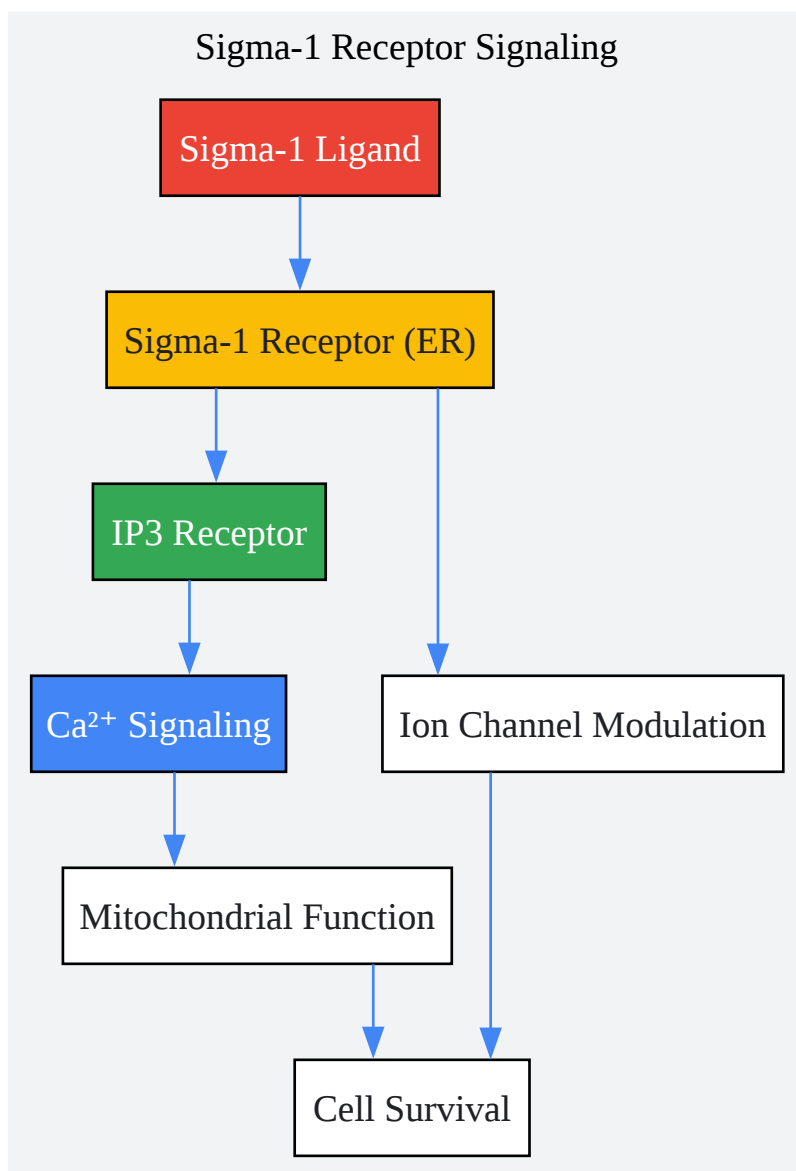 Sigma-1 Receptor Signaling
Sigma-1 Ligand
Sigma-1 Receptor (ER)
IP3 Receptor
Ca²⁺ Signaling
Ion Channel Modulation
Mitochondrial Function
Cell Survival